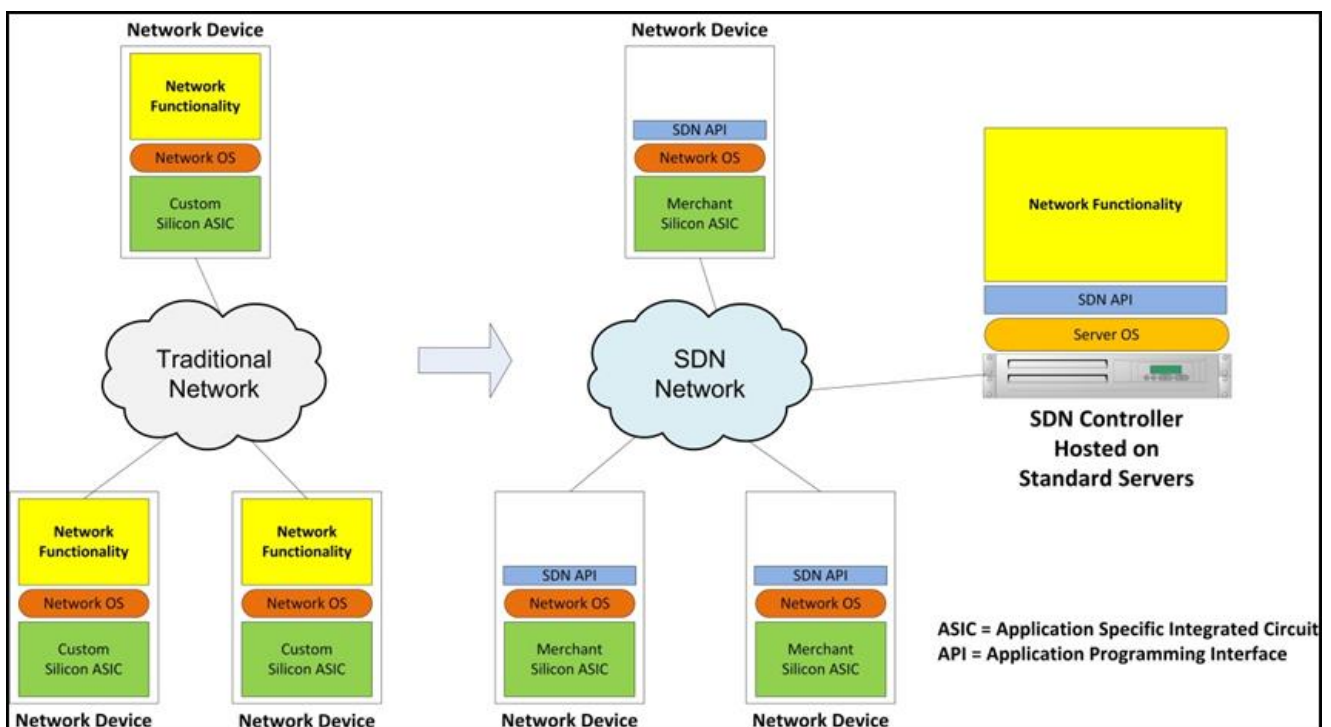 Network Device
Network
Functionality
Network OS
Custom
Silicon ASIC
Traditional
Network
Network
Functionality
Network OS
Custom
Silicon ASIC
Network Device
Network
Functionality
Network OS
Custom
Silicon ASIC
Network Device
Network Device
SDN API
Network OS
Merchant
Silicon ASIC
SDN
Network
SDN API
Network OS
Merchant
Silicon ASIC
Network Device
SDN API
Network OS
Merchant
Silicon ASIC
Network Device
Network Functionality
SDN API
Server OS
SDN Controller
Hosted on
Standard Servers
ASIC = Application Specific Integrated Circuit
API = Application Programming Interface